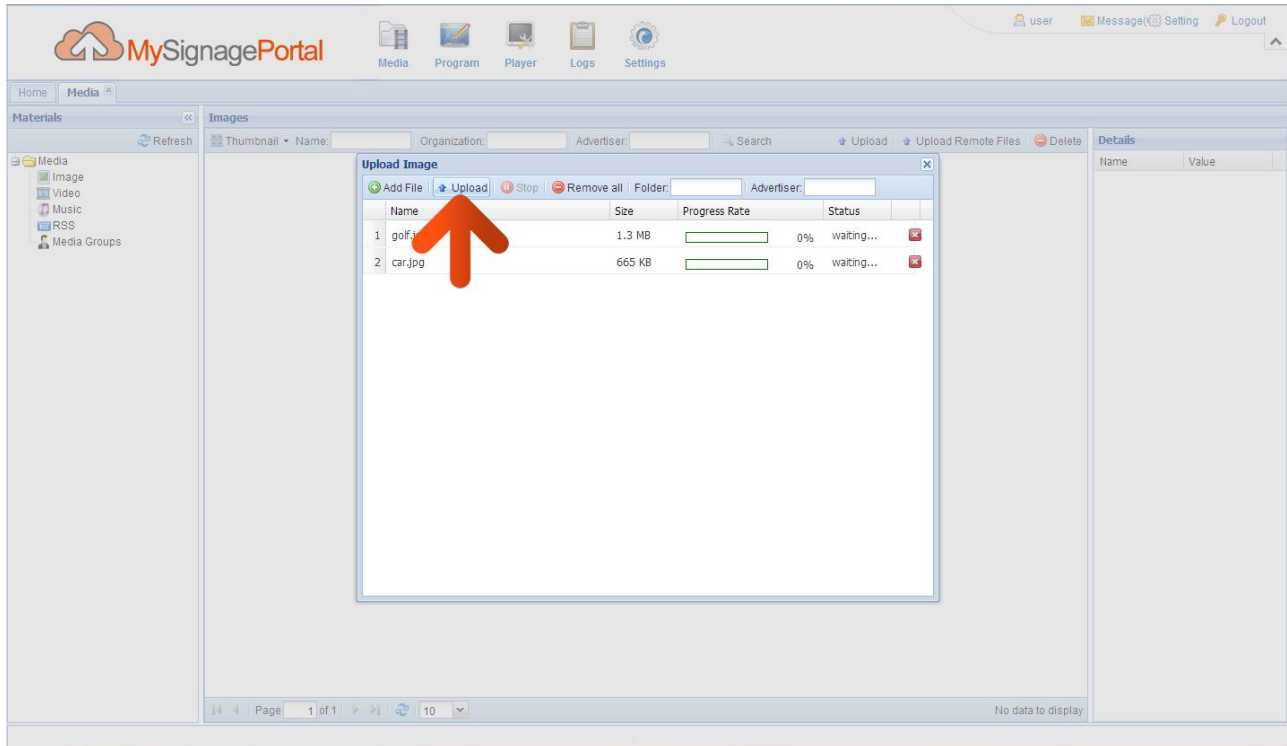 user Message( Setting Logout
MySignagePortal
Media Program Player Logs Settings
Home Media
Materials Images
Refresh Thumbnail Name: Organization: Advertiser: Search Upload Upload Remote Files Delete Details
Media
Image
Video
Music
RSS
Media Groups
Name Value
Upload Image
Add File Upload Stop Remove all Folder: Advertiser:
Name Size Progress Rate Status
1 1.3 MB 0% waiting...
2 car.jpg 665 KB 0% waiting...
Page 1 of 1 10 No data to display